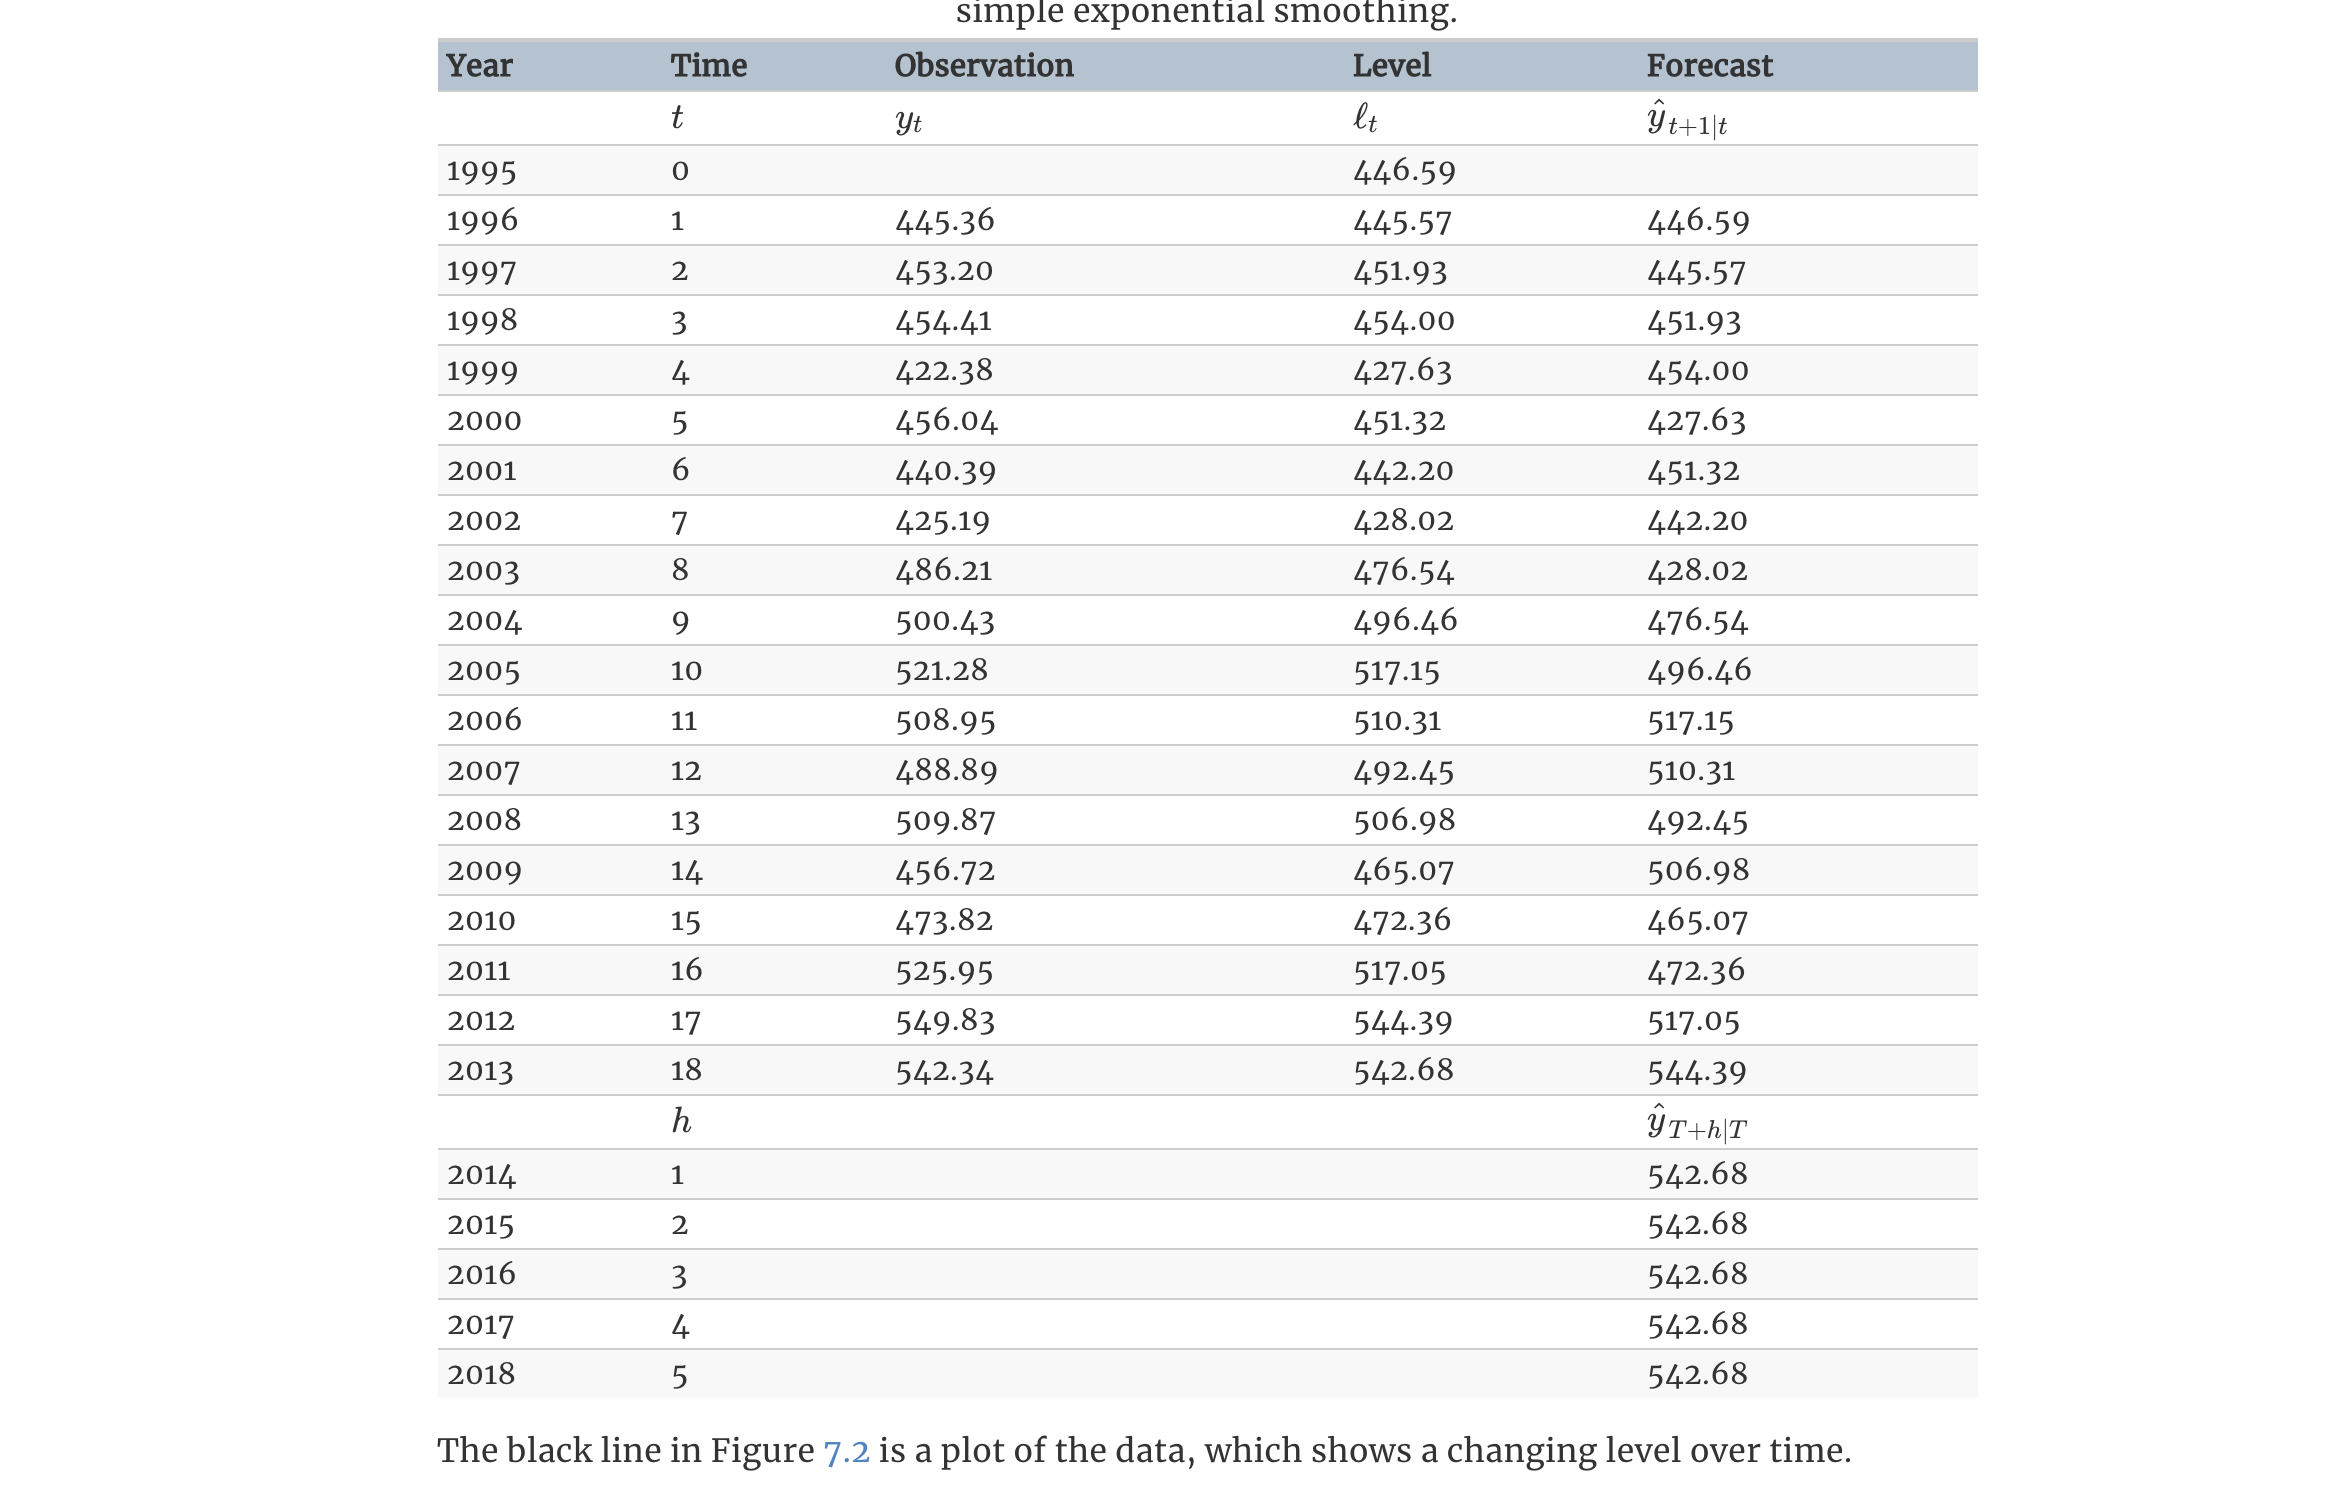 simple exponential smoothing.
Year Time Observation Level Forecast
t y_t ℓ_t ŷ_{t+1|t}
1995 0 446.59
1996 1 445.36 445.57 446.59
1997 2 453.20 451.93 445.57
1998 3 454.41 454.00 451.93
1999 4 422.38 427.63 454.00
2000 5 456.04 451.32 427.63
2001 6 440.39 442.20 451.32
2002 7 425.19 428.02 442.20
2003 8 486.21 476.54 428.02
2004 9 500.43 496.46 476.54
2005 10 521.28 517.15 496.46
2006 11 508.95 510.31 517.15
2007 12 488.89 492.45 510.31
2008 13 509.87 506.98 492.45
2009 14 456.72 465.07 506.98
2010 15 473.82 472.36 465.07
2011 16 525.95 517.05 472.36
2012 17 549.83 544.39 517.05
2013 18 542.34 542.68 544.39
h ŷ_{T+h|T}
2014 1 542.68
2015 2 542.68
2016 3 542.68
2017 4 542.68
2018 5 542.68
The black line in Figure 7.2 is a plot of the data, which shows a changing level over time.